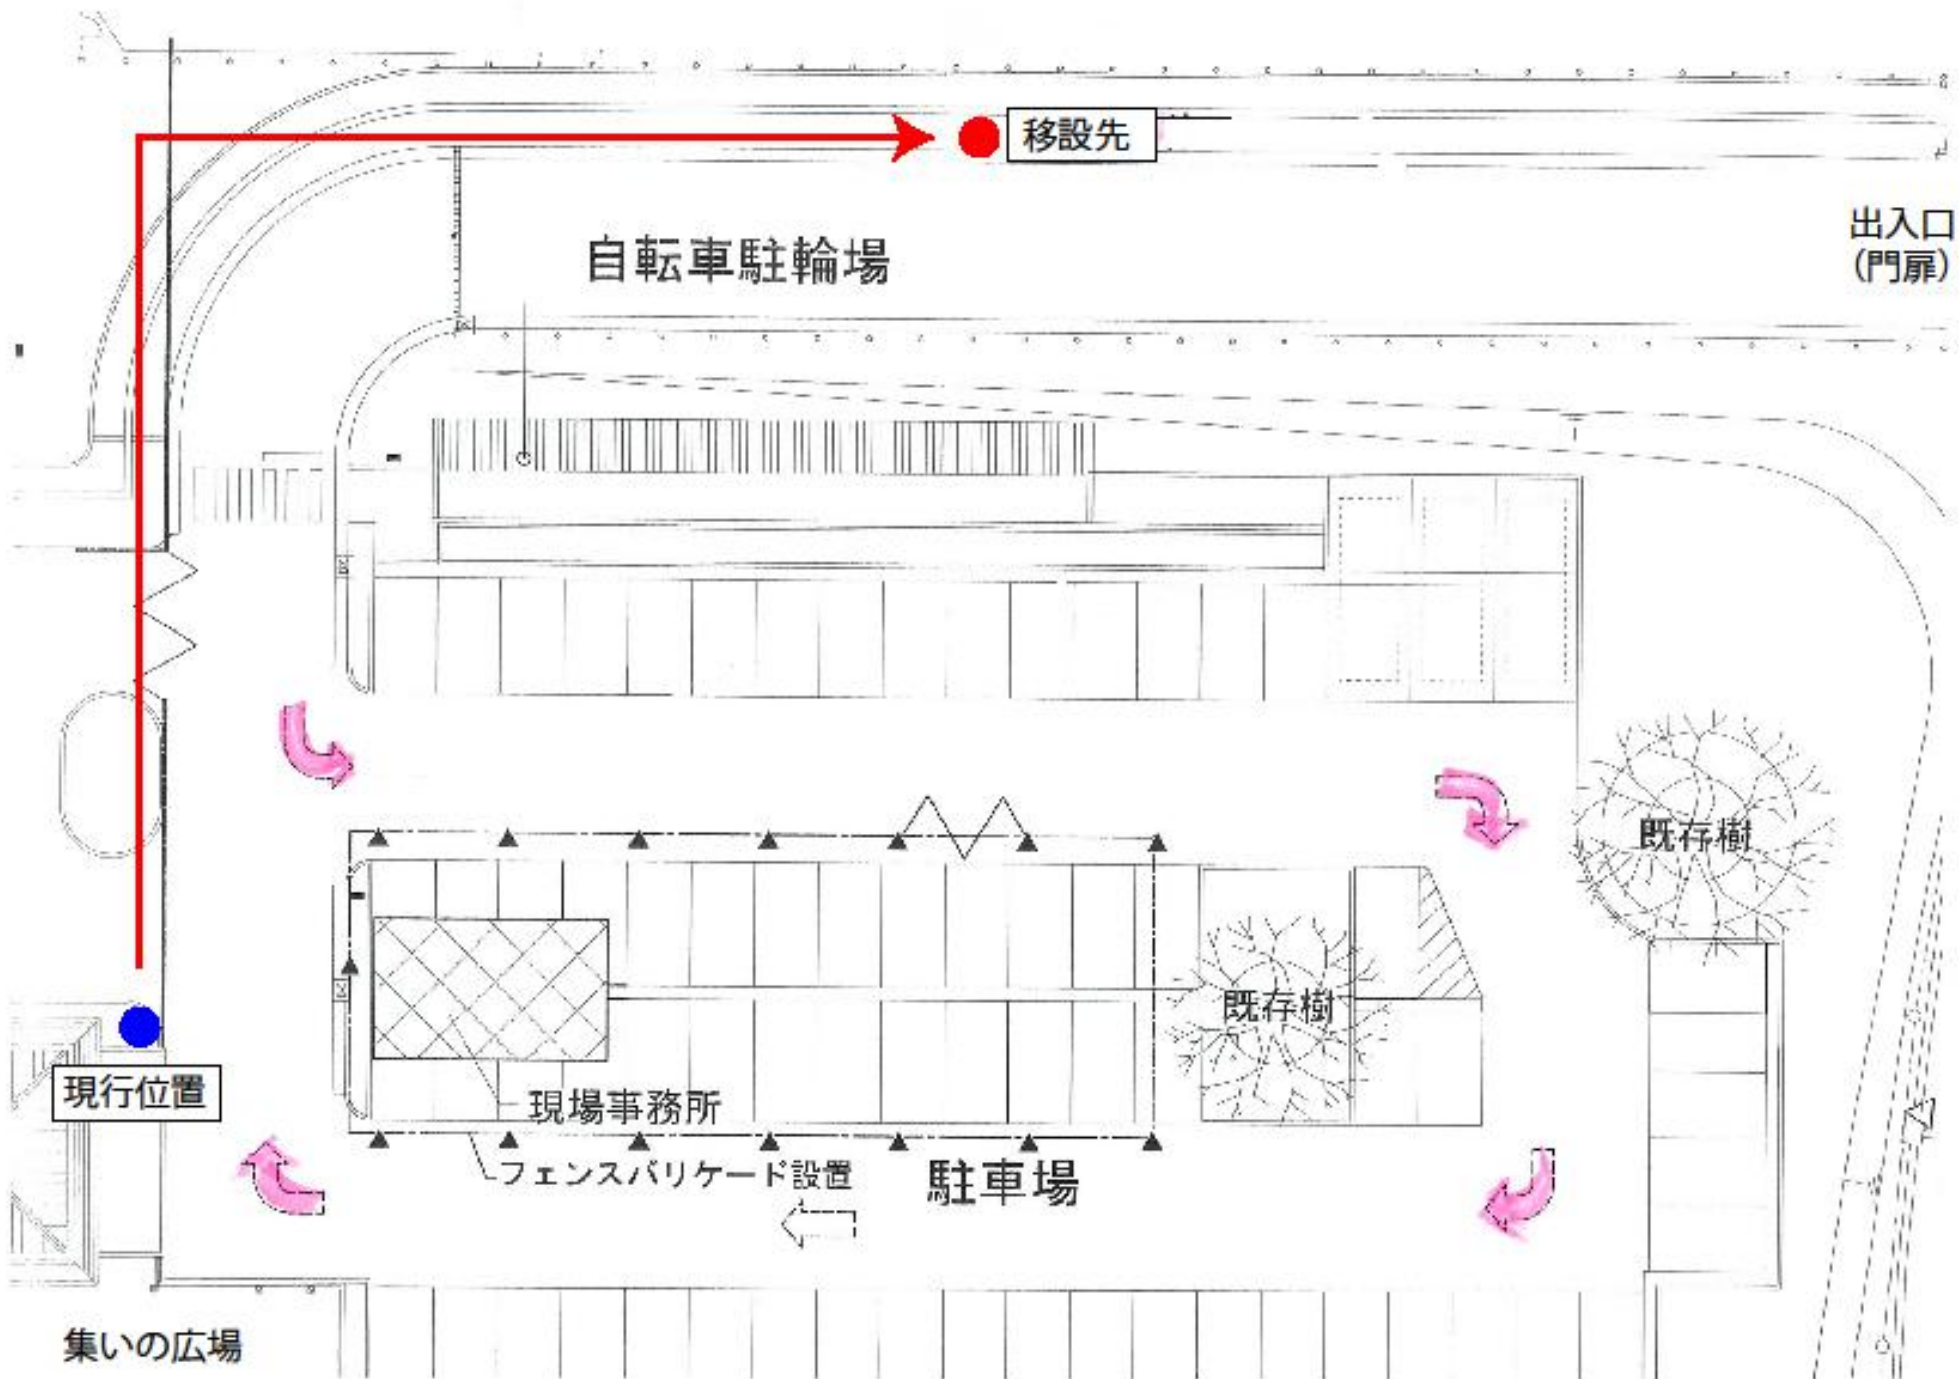 移設先
出入口
（門扉）
自転車駐輪場
既存樹
既存樹
現行位置
現場事務所
フェンスバリケード設置
駐車場
集いの広場